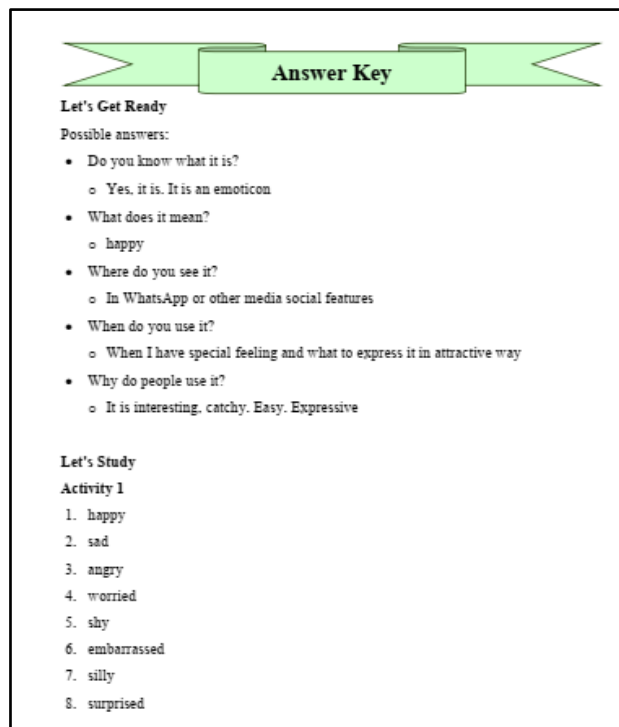 Answer Key
Let's Get Ready
Possible answers:
• Do you know what it is?
o Yes, it is. It is an emoticon
• What does it mean?
o happy
• Where do you see it?
o In WhatsApp or other media social features
• When do you use it?
o When I have special feeling and what to express it in attractive way
• Why do people use it?
o It is interesting, catchy. Easy. Expressive
Let's Study
Activity 1
1. happy
2. sad
3. angry
4. worried
5. shy
6. embarrassed
7. silly
8. surprised